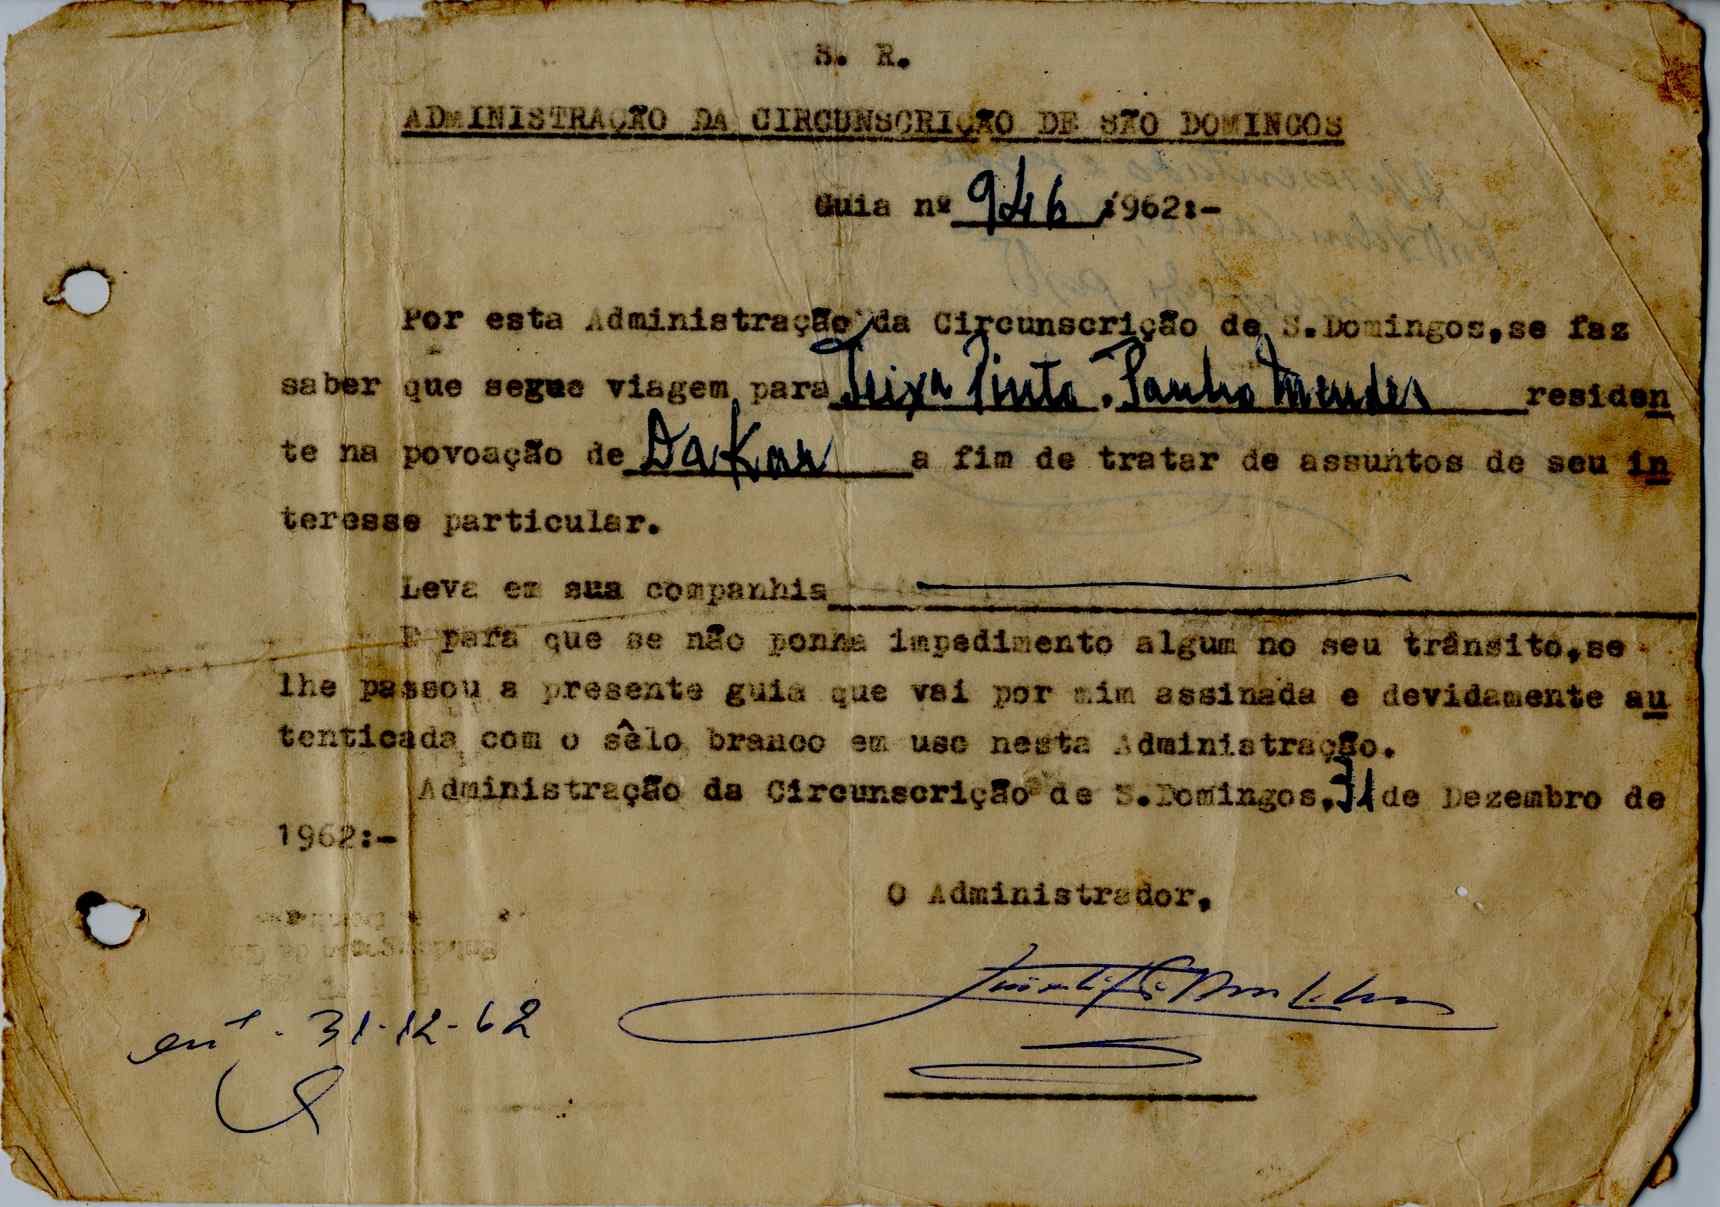 S. R.
ADMINISTRAÇÃO DA CIRCUNSCRIÇÃO DE SÃO DOMINGOS
Guia nº 946 /1962:-
Por esta Administração da Circunscrição de S.Domingos,se faz
saber que segue viagem para Teixa Pinto. Sanha Mendes residen
te na povoação de Dakar a fim de tratar de assuntos de seu in
teresse particular.
Leva em sua companhia
E para que se não ponha impedimento algum no seu trânsito,se
lhe passou a presente guia que vai por mim assinada e devidamente au
tenticada com o sêlo branco em uso nesta Administração.
Administração da Circunscrição de S.Domingos,31 de Dezembro de
1962:-
O Administrador,
31-12-62